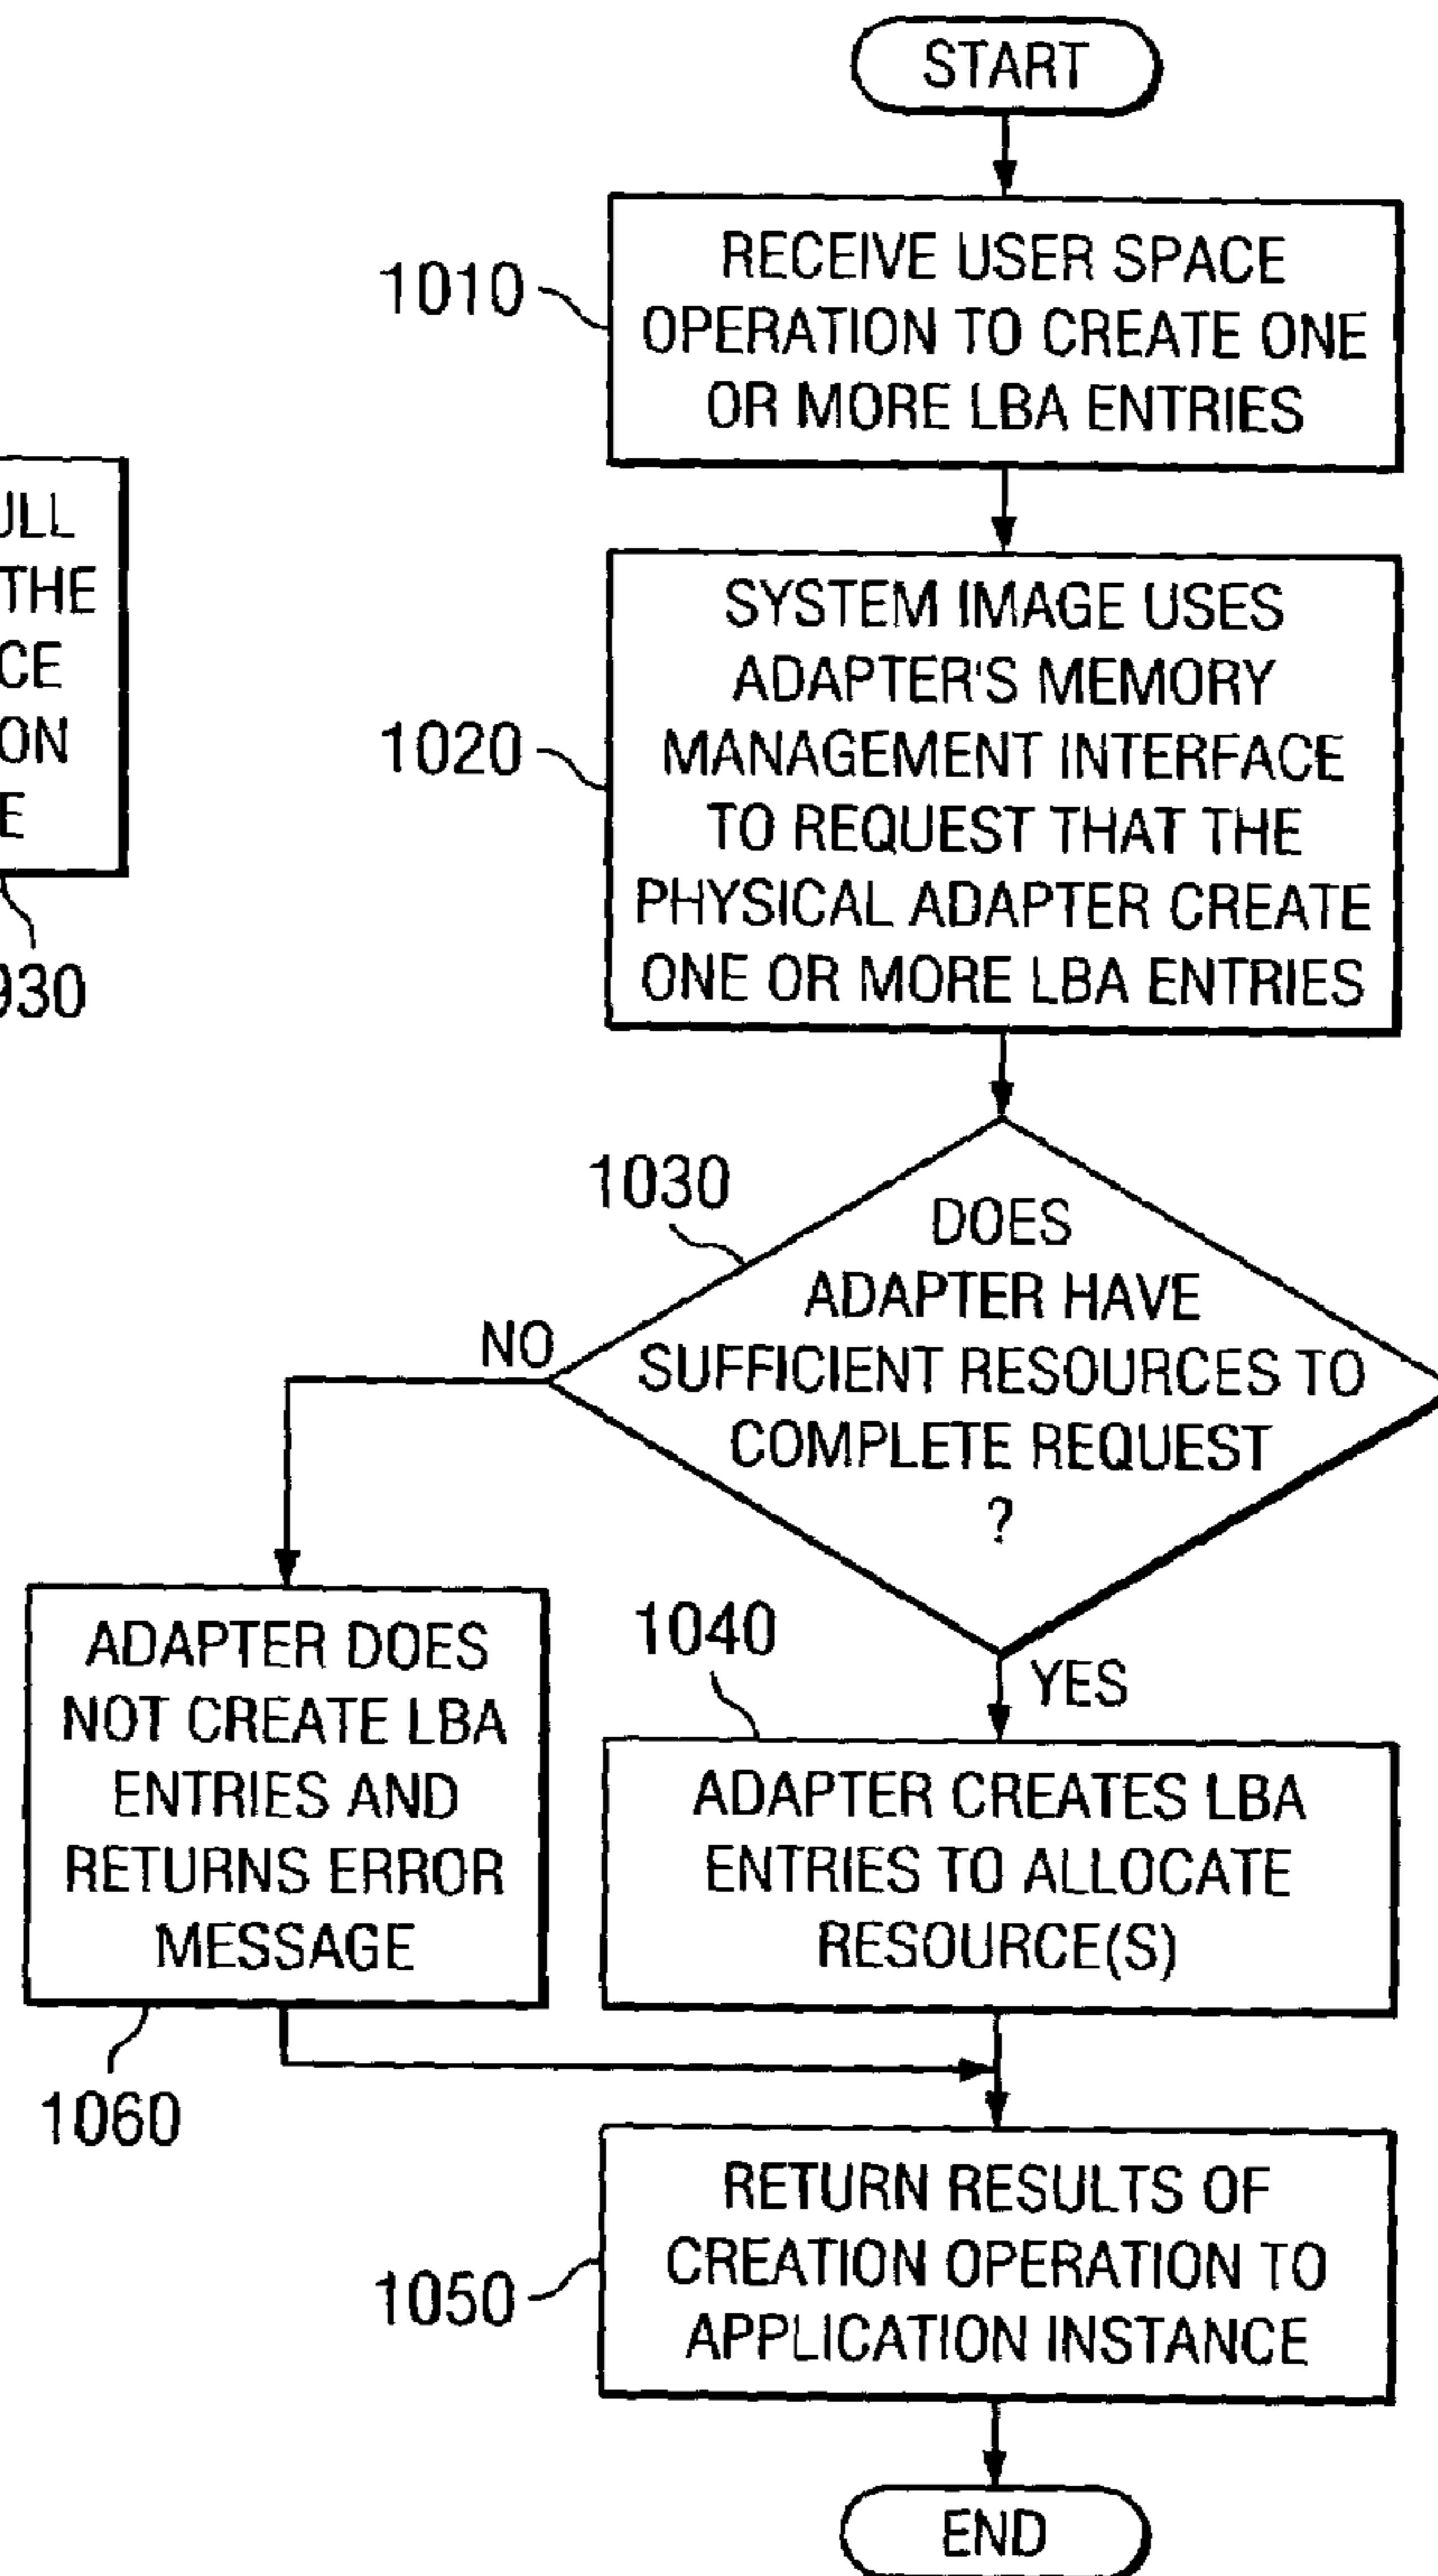 START
1010
RECEIVE USER SPACE
OPERATION TO CREATE ONE
OR MORE LBA ENTRIES
THE
1020
SYSTEM IMAGE USES
ADAPTER'S MEMORY
MANAGEMENT INTERFACE
TO REQUEST THAT THE
PHYSICAL ADAPTER CREATE
ONE OR MORE LBA ENTRIES
930
1030
DOES
ADAPTER HAVE
SUFFICIENT RESOURCES TO
COMPLETE REQUEST
?
NO
YES
ADAPTER DOES
NOT CREATE LBA
ENTRIES AND
RETURNS ERROR
MESSAGE
1060
1040
ADAPTER CREATES LBA
ENTRIES TO ALLOCATE
RESOURCE(S)
1050
RETURN RESULTS OF
CREATION OPERATION TO
APPLICATION INSTANCE
END